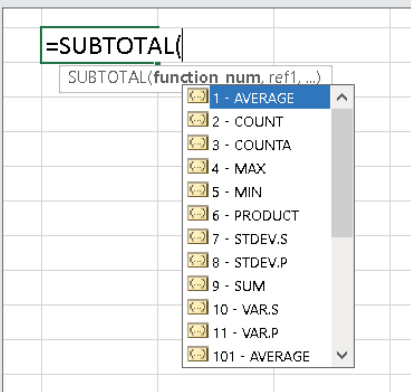 =SUBTOTAL(
SUBTOTAL(function_num, ref1, ...)
1 - AVERAGE
2 - COUNT
3 - COUNTA
4 - MAX
5 - MIN
6 - PRODUCT
7 - STDEV.S
8 - STDEV.P
9 - SUM
10 - VAR.S
11 - VAR.P
101 - AVERAGE